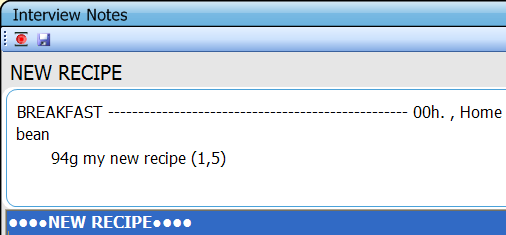 Interview Notes
NEW RECIPE
BREAKFAST -------------------------------------------------- 00h. , Home
bean
94g my new recipe (1,5)
●●●●NEW RECIPE●●●●